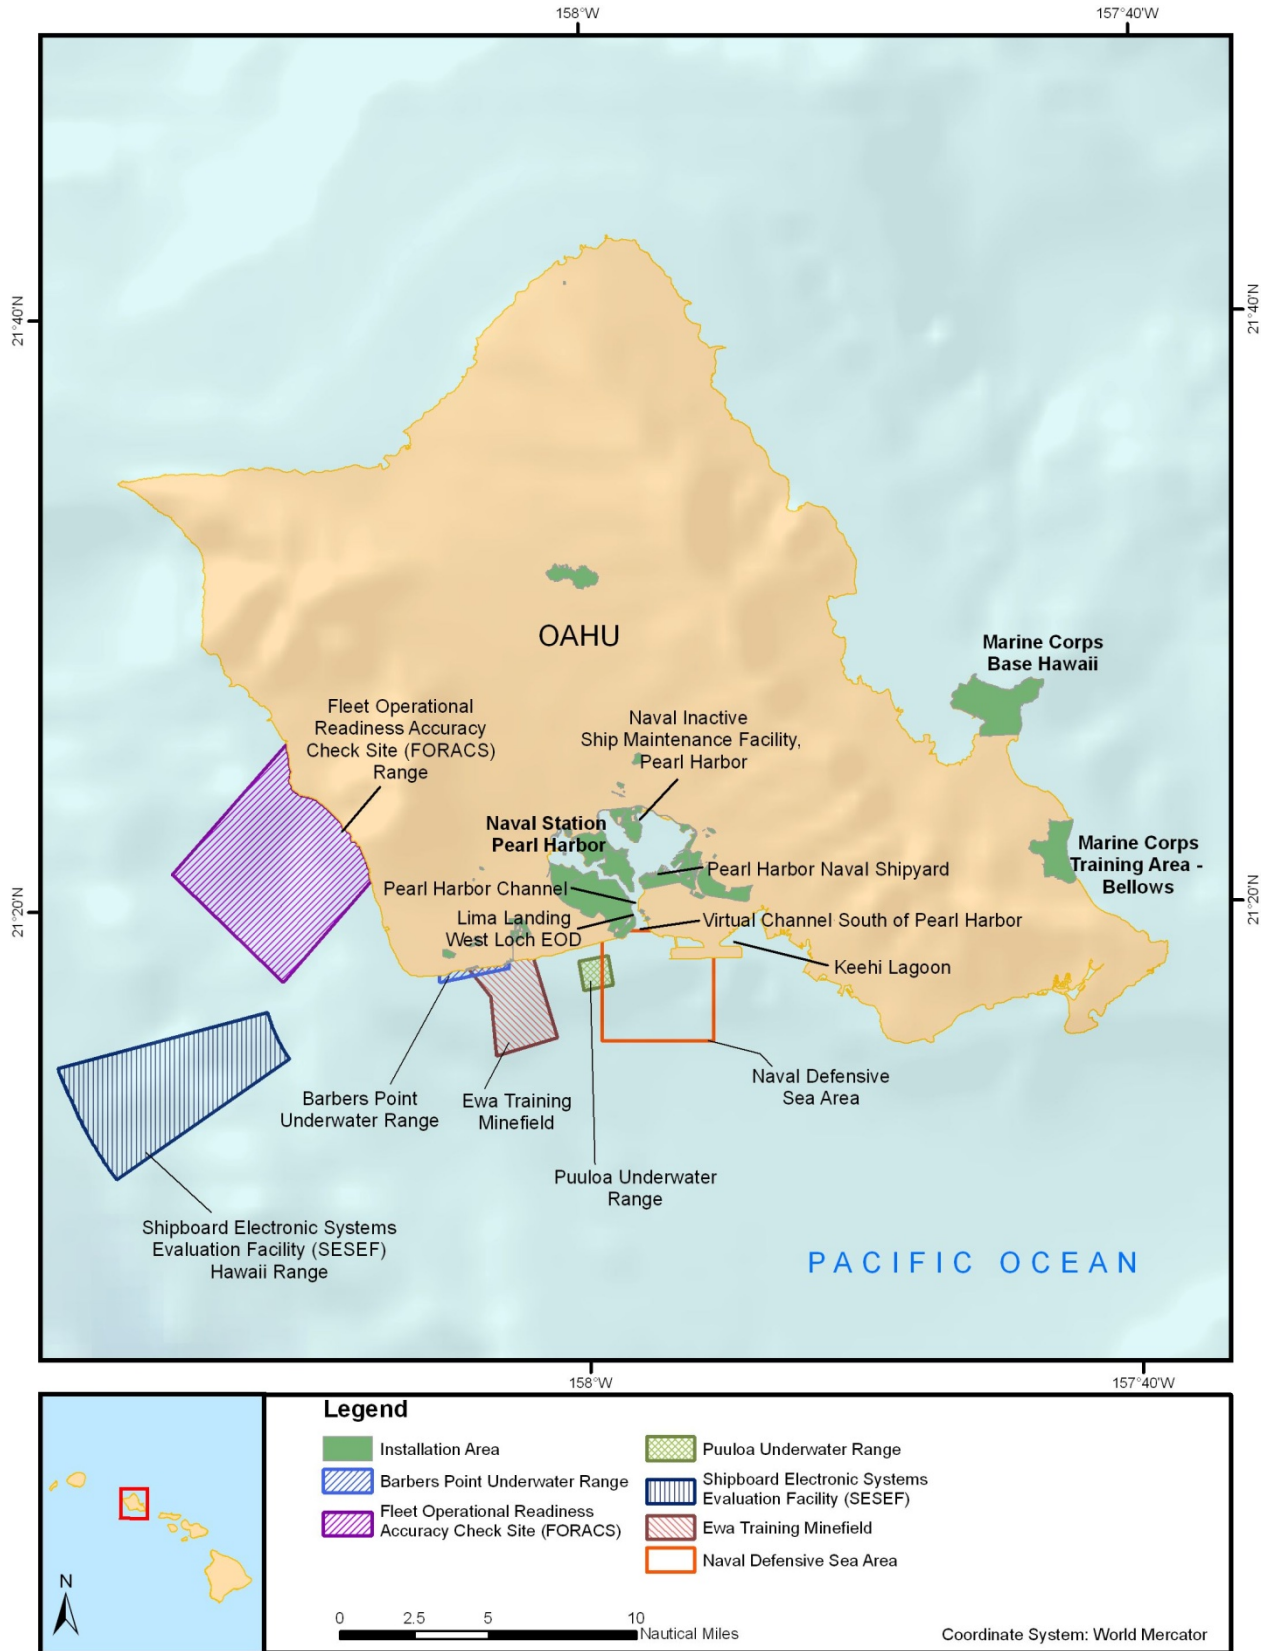 158°W
157°40'W
21°40'N
21°40'N
OAHU
Marine Corps
Base Hawaii
Fleet Operational
Readiness Accuracy
Check Site (FORACS)
Range
Naval Inactive
Ship Maintenance Facility,
Pearl Harbor
Naval Station
Pearl Harbor
Marine Corps
Training Area -
Bellows
Pearl Harbor Naval Shipyard
Pearl Harbor Channel
21°20'N
21°20'N
Lima Landing
West Loch EOD
Virtual Channel South of Pearl Harbor
Keehi Lagoon
Naval Defensive
Sea Area
Barbers Point
Underwater Range
Ewa Training
Minefield
Puuloa Underwater
Range
Shipboard Electronic Systems
Evaluation Facility (SESEF)
Hawaii Range
PACIFIC OCEAN
158°W
157°40'W
Legend
Installation Area
Barbers Point Underwater Range
Fleet Operational Readiness
Accuracy Check Site (FORACS)
Puuloa Underwater Range
Shipboard Electronic Systems
Evaluation Facility (SESEF)
Ewa Training Minefield
Naval Defensive Sea Area
N
0 2.5 5 10
Nautical Miles
Coordinate System: World Mercator